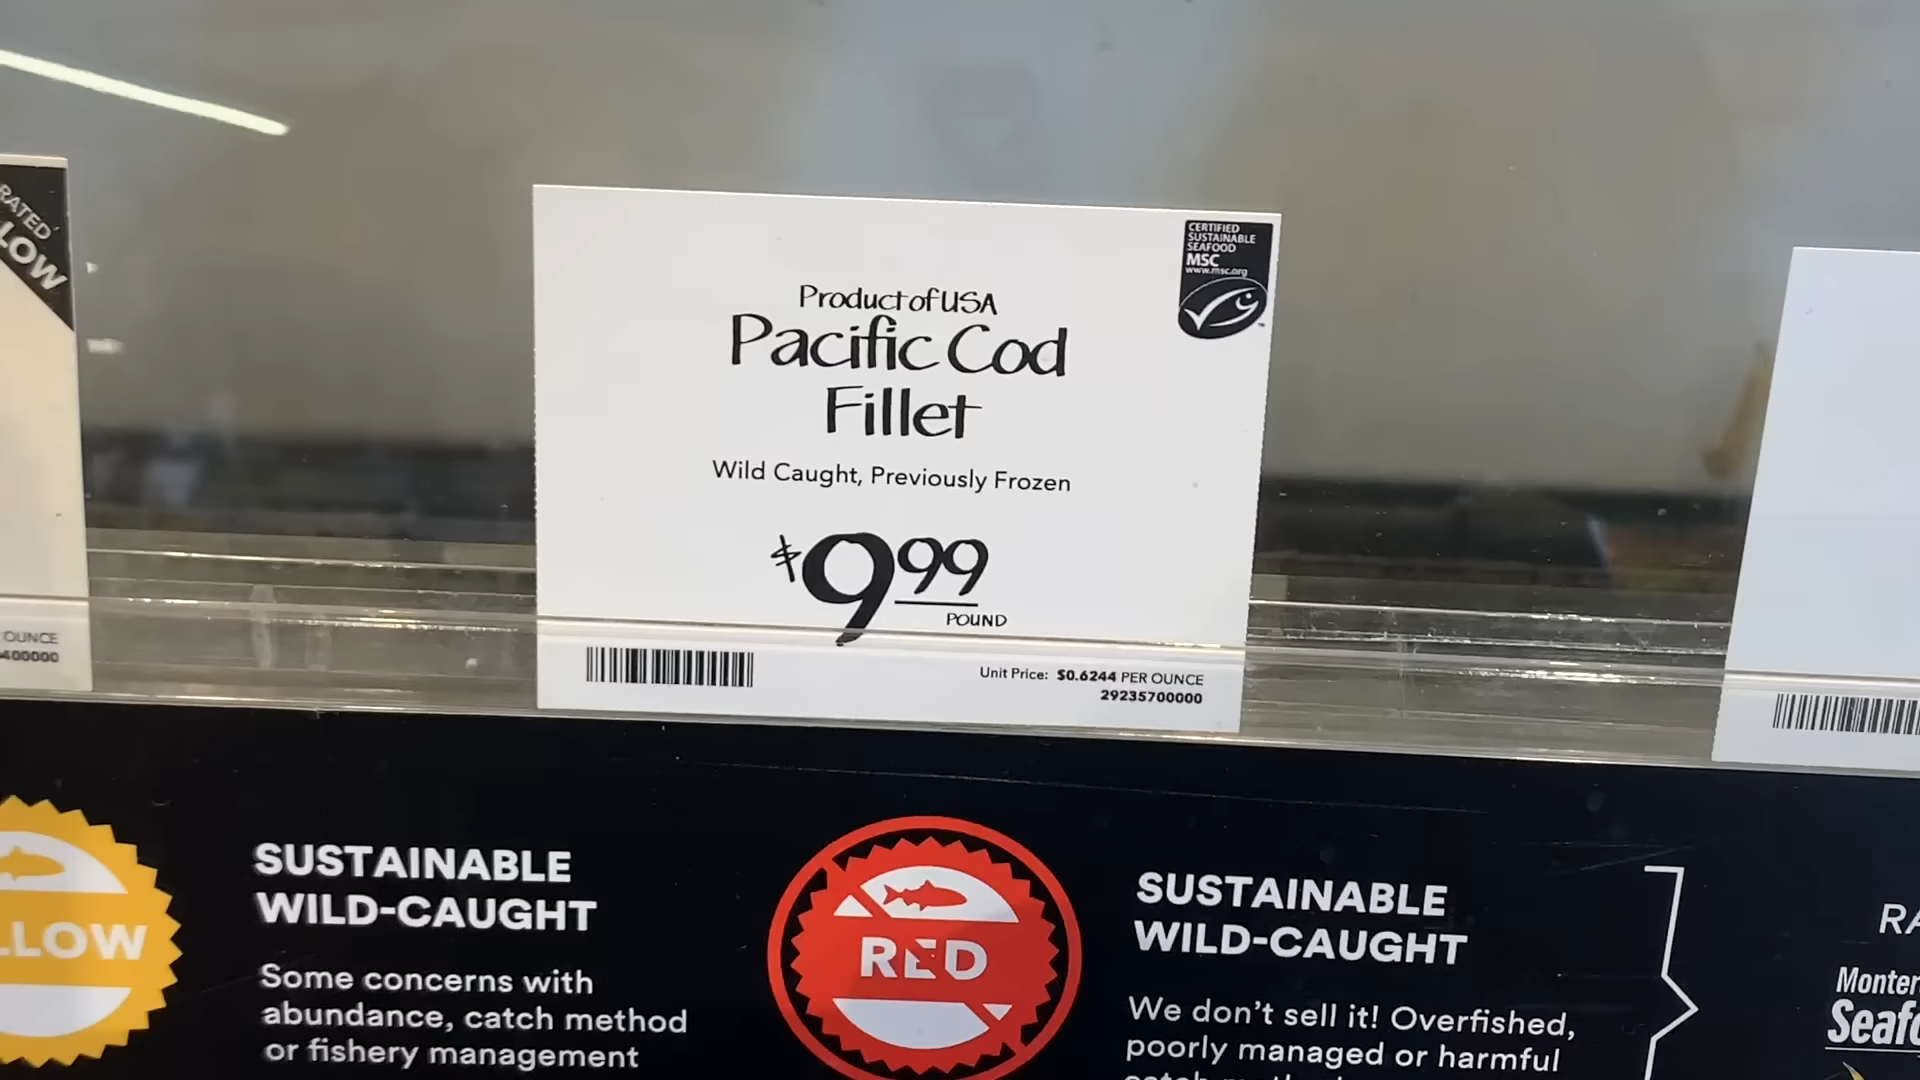 RATED
LOW
OUNCE
400000
CERTIFIED
SUSTAINABLE
SEAFOOD
MSC
www.msc.org
Product of USA
Pacific Cod
Fillet
Wild Caught, Previously Frozen
$9.99
POUND
Unit Price: $0.6244 PER OUNCE
29235700000
LLOW
SUSTAINABLE
WILD-CAUGHT
Some concerns with
abundance, catch method
or fishery management
RED
SUSTAINABLE
WILD-CAUGHT
We don't sell it! Overfished,
poorly managed or harmful
RA
Monter
Seafo